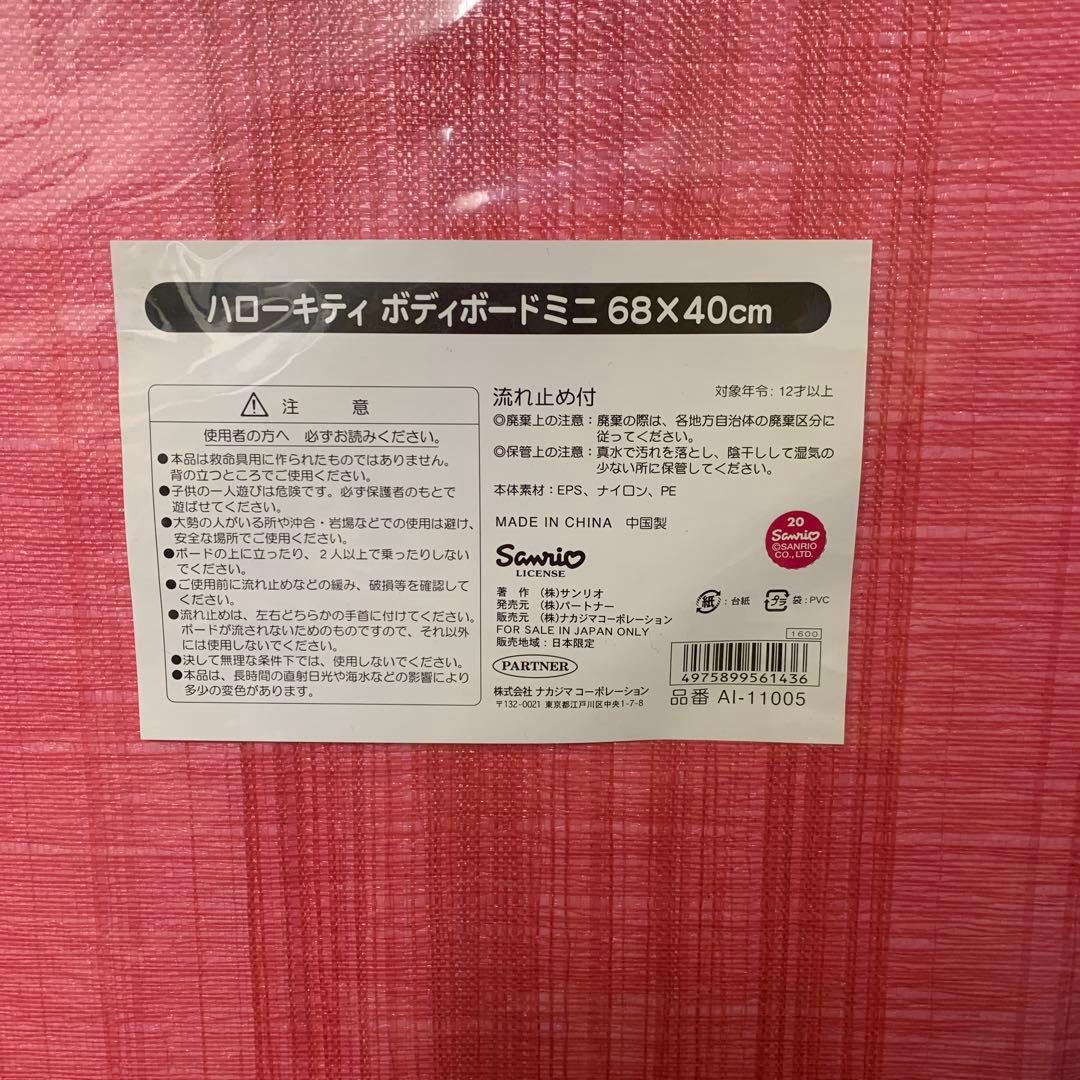 ハローキティ ボディボードミニ 68×40cm
⚠ 注 意
使用者の方へ 必ずお読みください。
●本品は救命具用に作られたものではありません。
背の立つところでご使用ください。
●子供の一人遊びは危険です。必ず保護者のもとで
遊ばせてください。
●大勢の人がいる所や沖合・岩場などでの使用は避け、
安全な場所でご使用ください。
●ボードの上に立ったり、2人以上で乗ったりしない
でください。
●ご使用前に流れ止めなどの緩み、破損等を確認して
ください。
●流れ止めは、左右どちらかの手首に付けてください。
ボードが流されないためのものですので、それ以外
には使用しないでください。
●決して無理な条件下では、使用しないでください。
●本品は、長時間の直射日光や海水などの影響により
多少の変色があります。
流れ止め付
対象年令：12才以上
◎廃棄上の注意：廃棄の際は、各地方自治体の廃棄区分に
従ってください。
◎保管上の注意：真水で汚れを落とし、陰干しして湿気の
少ない所に保管してください。
本体素材：EPS、ナイロン、PE
MADE IN CHINA 中国製
20
Sanrio
©SANRIO
CO.,LTD.
Sanrio
LICENSE
著 作 （株）サンリオ
発売元 （株）パートナー
販売元 （株）ナカジマコーポレーション
FOR SALE IN JAPAN ONLY
販売地域：日本限定
PARTNER
株式会社 ナカジマコーポレーション
〒132-0021 東京都江戸川区中央1-7-8
紙：台紙
プラ 袋：PVC
1600
4975899561436
品番 AI-11005